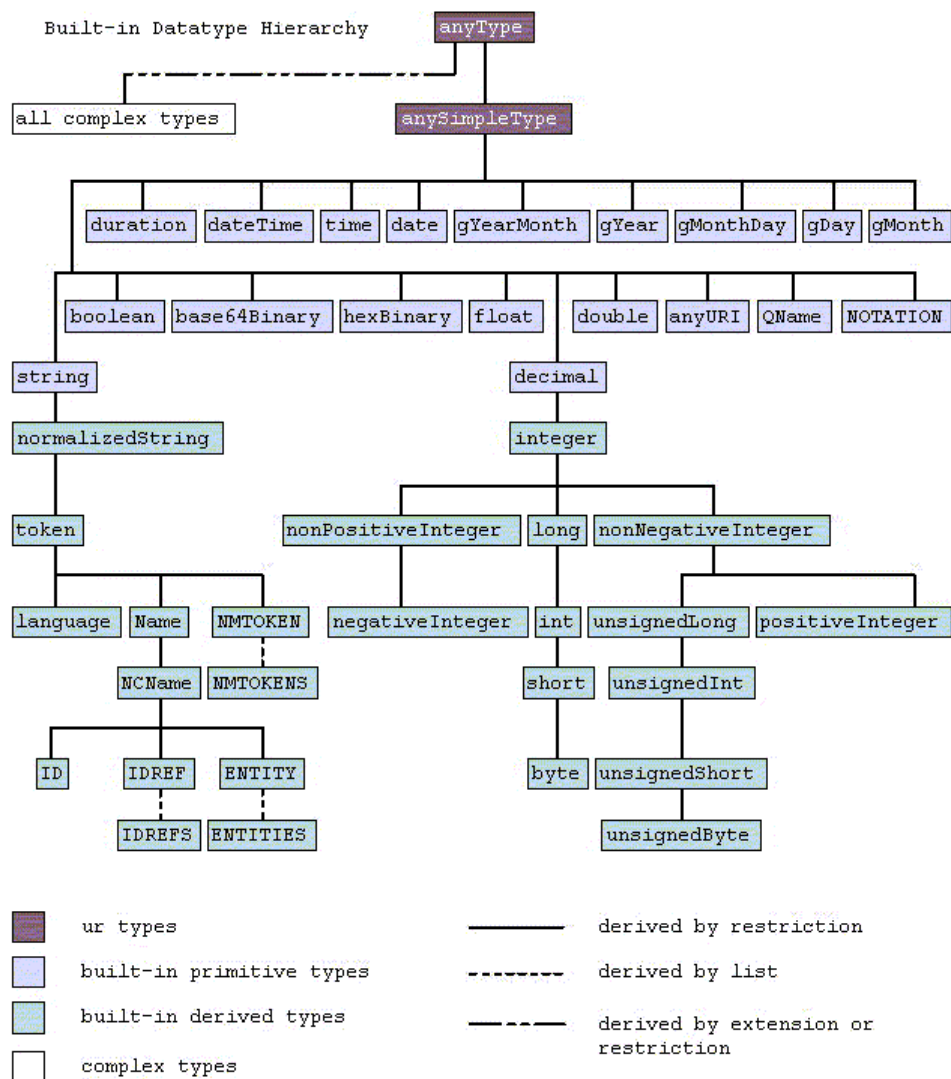 Built-in Datatype Hierarchy
anyType
all complex types
anySimpleType
duration
dateTime
time
date
gYearMonth
gYear
gMonthDay
gDay
gMonth
boolean
base64Binary
hexBinary
float
double
anyURI
QName
NOTATION
string
decimal
normalizedString
integer
token
nonPositiveInteger
long
nonNegativeInteger
language
Name
NMTOKEN
negativeInteger
int
unsignedLong
positiveInteger
NCName
NMTOKENS
short
unsignedInt
ID
IDREF
ENTITY
byte
unsignedShort
IDREFS
ENTITIES
unsignedByte
ur types
derived by restriction
built-in primitive types
derived by list
built-in derived types
derived by extension or
restriction
complex types